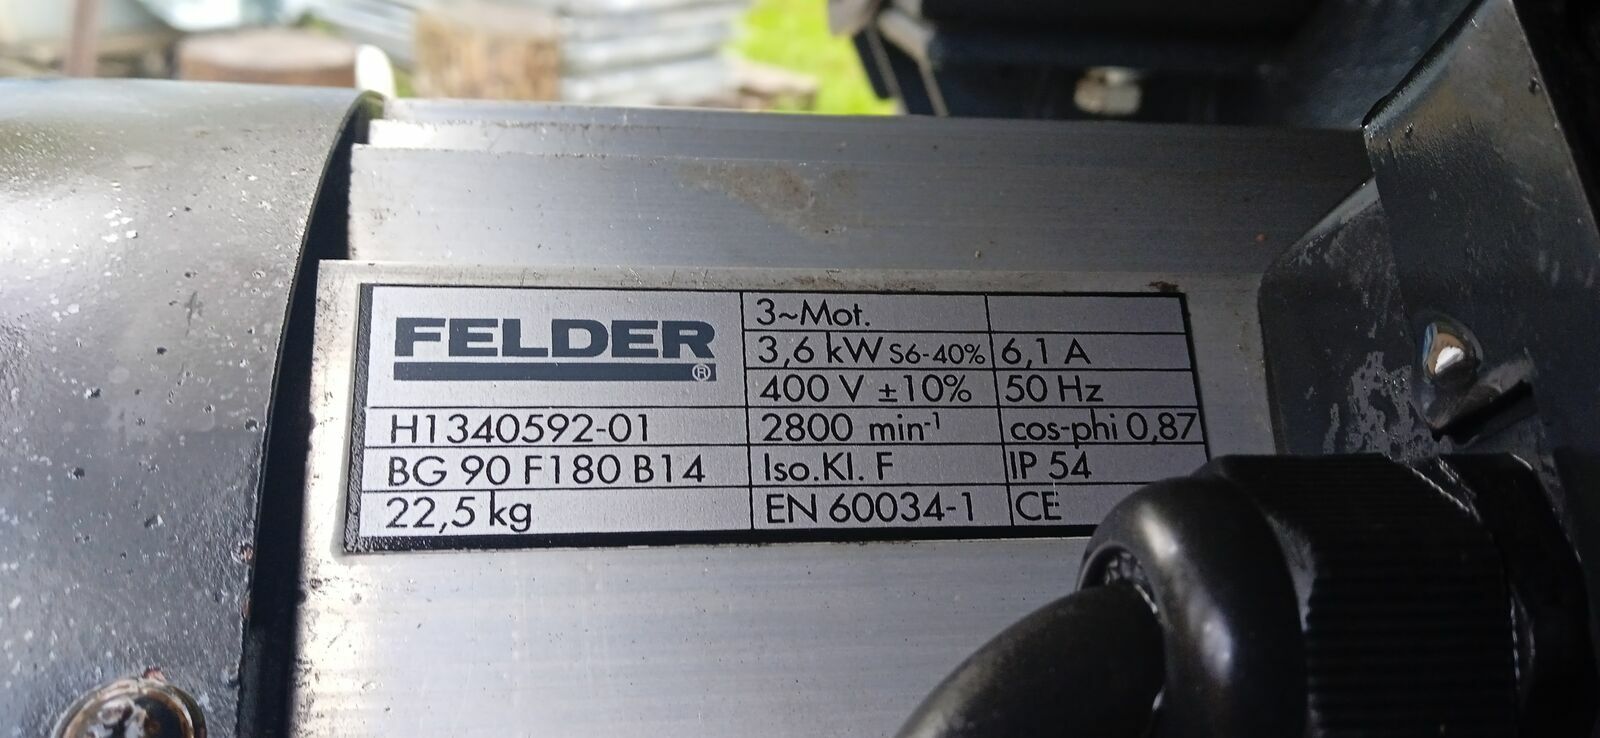 FELDER ®
3~Mot.
3,6 kW S6-40% 6,1 A
400 V ±10% 50 Hz
H1340592-01 2800 min⁻¹ cos-phi 0,87
BG 90 F180 B14 Iso.Kl. F IP 54
22,5 kg EN 60034-1 CE